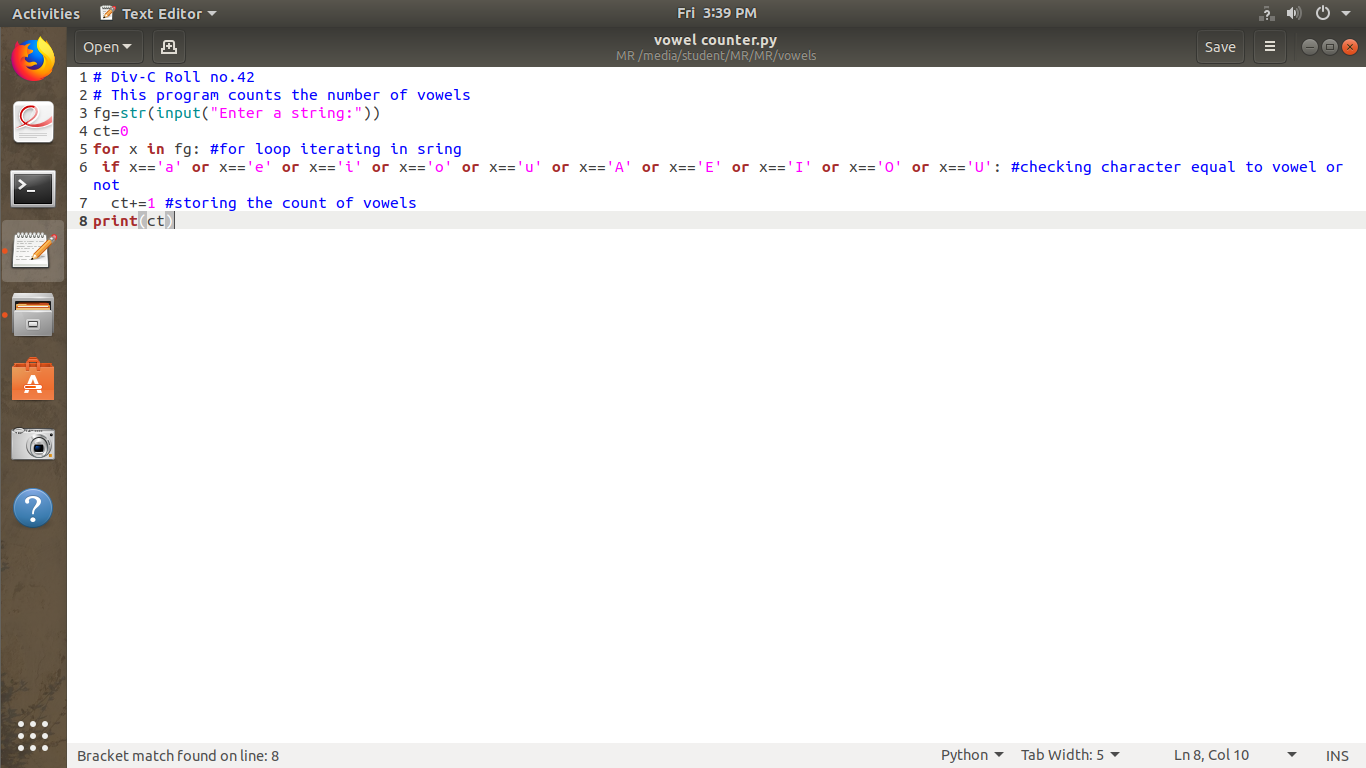 Activities Text Editor Fri 3:39 PM
Open Save
vowel counter.py
MR /media/student/MR/MR/vowels
1 # Div-C Roll no.42
2 # This program counts the number of vowels
3 fg=str(input("Enter a string:"))
4 ct=0
5 for x in fg: #for loop iterating in sring
6  if x=='a' or x=='e' or x=='i' or x=='o' or x=='u' or x=='A' or x=='E' or x=='I' or x=='O' or x=='U': #checking character equal to vowel or
not
7   ct+=1 #storing the count of vowels
8 print(ct)
Bracket match found on line: 8 Python Tab Width: 5 Ln 8, Col 10 INS